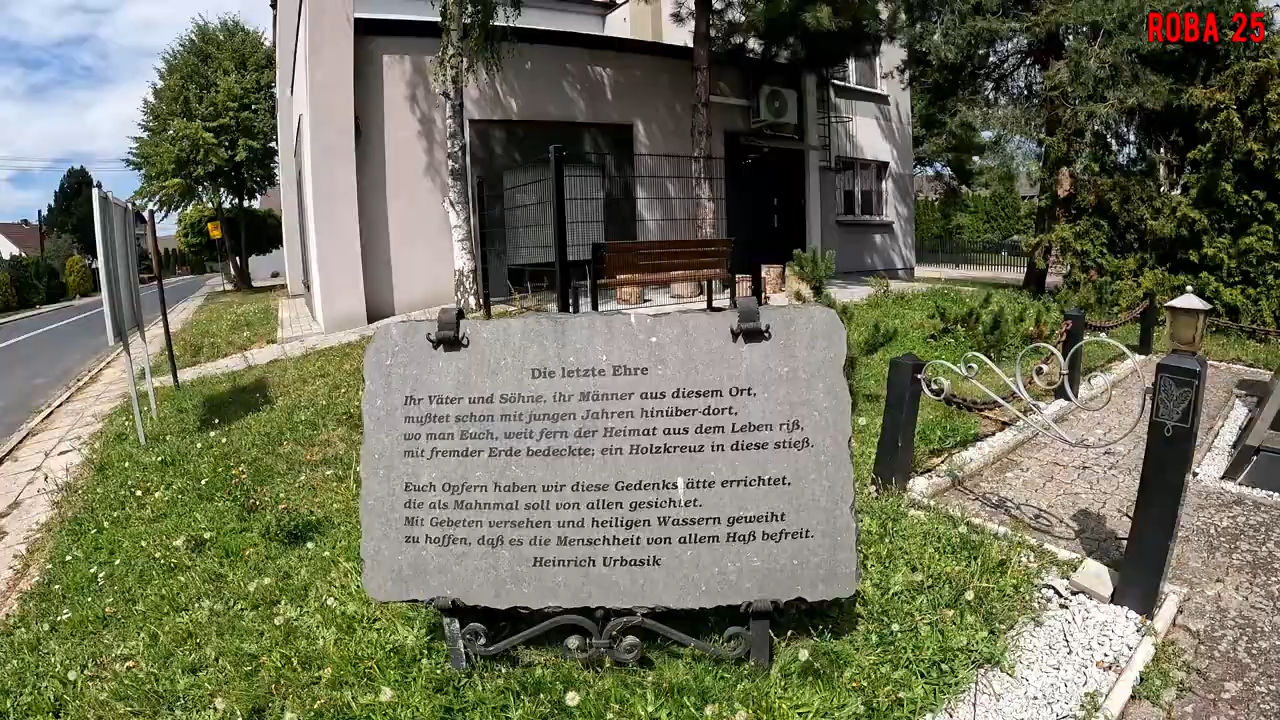 ROBA 25
Die letzte Ehre
Ihr Väter und Söhne, ihr Männer aus diesem Ort,
mußtet schon mit jungen Jahren hinüber dort,
wo man Euch, weit fern der Heimat aus dem Leben riß,
mit fremder Erde bedeckte; ein Holzkreuz in diese stieß.
Euch Opfern haben wir diese Gedenkstätte errichtet,
die als Mahnmal soll von allen gesichtet.
Mit Gebeten versehen und heiligen Wassern geweiht
zu hoffen, daß es die Menschheit von allem Haß befreit.
Heinrich Urbasik